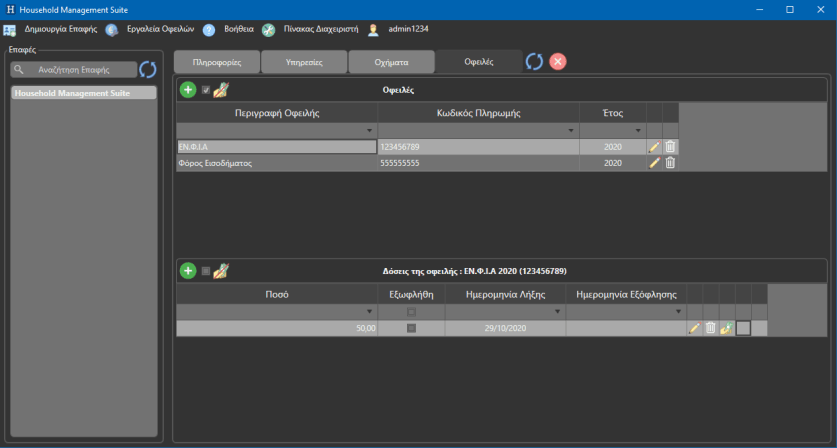 Household Management Suite
Δημιουργία Επαφής Εργαλεία Οφειλών Βοήθεια Πίνακας Διαχειριστή admin1234
Επαφές
Αναζήτηση Επαφής
Household Management Suite
Πληροφορίες Υπηρεσίες Οχήματα Οφειλές
Οφειλές
Περιγραφή Οφειλής Κωδικός Πληρωμής Έτος
ΕΝ.Φ.Ι.Α 123456789 2020
Φόρος Εισοδήματος 555555555 2020
Δόσεις της οφειλής : ΕΝ.Φ.Ι.Α 2020 (123456789)
Ποσό Εξωφλήθη Ημερομηνία Λήξης Ημερομηνία Εξόφλησης
50,00 29/10/2020